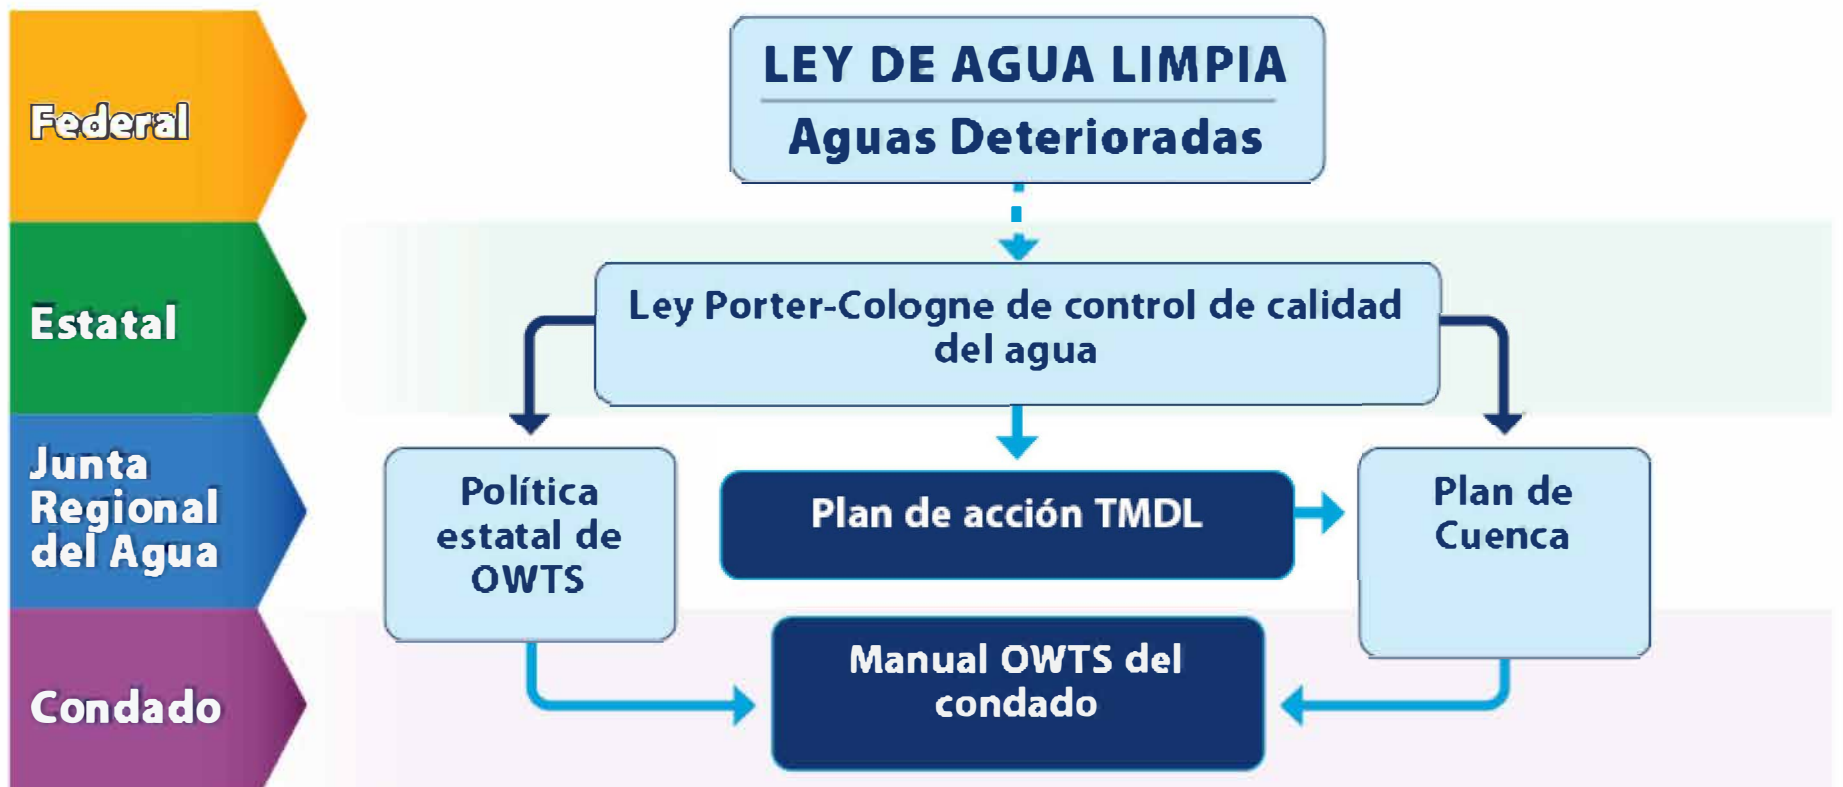 Federal
LEY DE AGUA LIMPIA
Aguas Deterioradas
Estatal
Ley Porter-Cologne de control de calidad
del agua
Junta
Regional
del Agua
Política
estatal de
OWTS
Plan de acción TMDL
Plan de
Cuenca
Condado
Manual OWTS del
condado